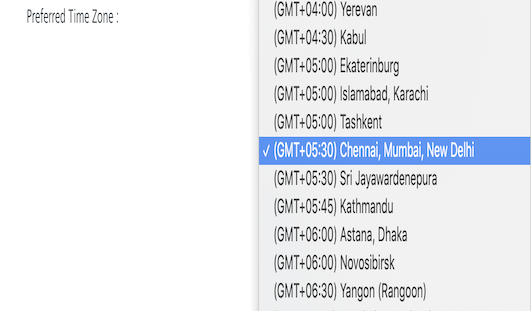 Preferred Time Zone :
(GMT+04:00) Yerevan
(GMT+04:30) Kabul
(GMT+05:00) Ekaterinburg
(GMT+05:00) Islamabad, Karachi
(GMT+05:00) Tashkent
✓ (GMT+05:30) Chennai, Mumbai, New Delhi
(GMT+05:30) Sri Jayawardenepura
(GMT+05:45) Kathmandu
(GMT+06:00) Astana, Dhaka
(GMT+06:00) Novosibirsk
(GMT+06:30) Yangon (Rangoon)